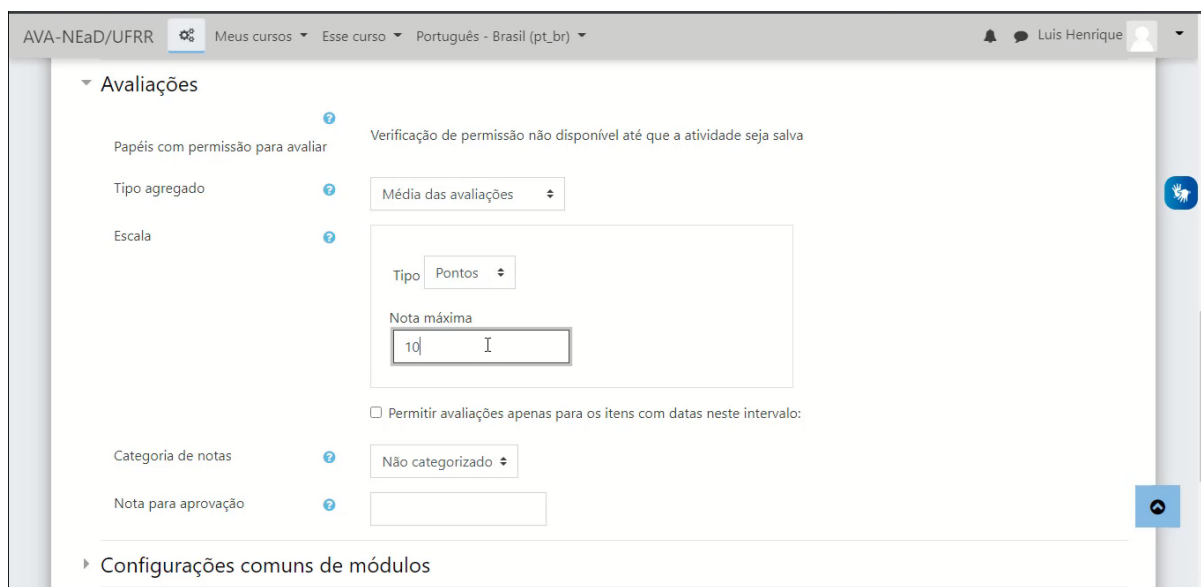 AVA-NEaD/UFRR Meus cursos Esse curso Português - Brasil (pt_br) Luis Henrique
Avaliações
Papéis com permissão para avaliar
Verificação de permissão não disponível até que a atividade seja salva
Tipo agregado
Média das avaliações
Escala
Tipo Pontos
Nota máxima
10
Permitir avaliações apenas para os itens com datas neste intervalo:
Categoria de notas
Não categorizado
Nota para aprovação
Configurações comuns de módulos